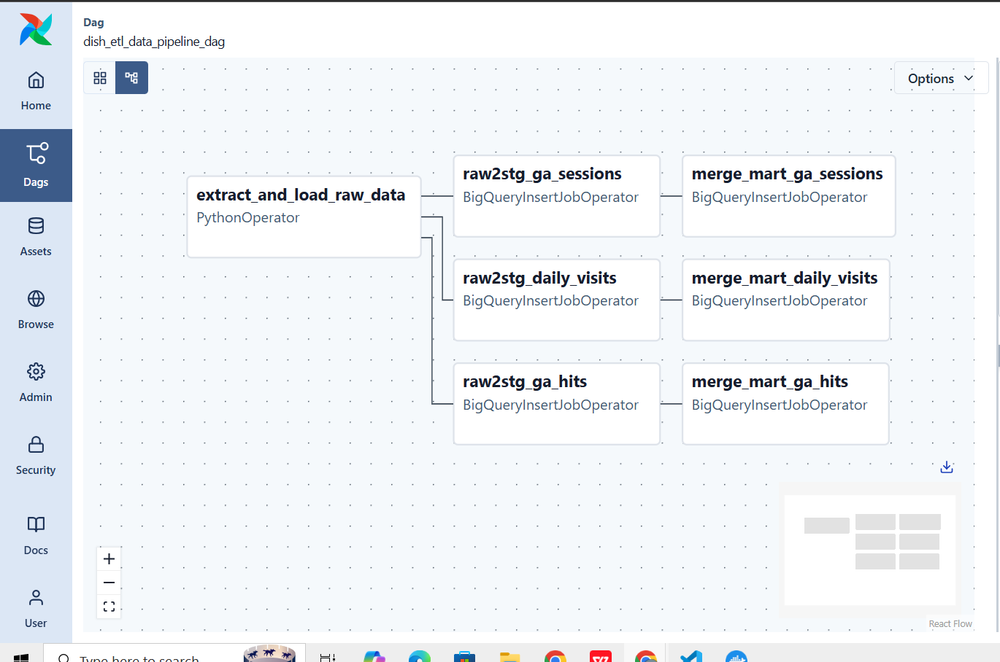 Dag
dish_etl_data_pipeline_dag
Home
Dags
Assets
Browse
Admin
Security
Docs
User
Options
extract_and_load_raw_data
PythonOperator
raw2stg_ga_sessions
BigQueryInsertJobOperator
merge_mart_ga_sessions
BigQueryInsertJobOperator
raw2stg_daily_visits
BigQueryInsertJobOperator
merge_mart_daily_visits
BigQueryInsertJobOperator
raw2stg_ga_hits
BigQueryInsertJobOperator
merge_mart_ga_hits
BigQueryInsertJobOperator
React Flow
Type here to search